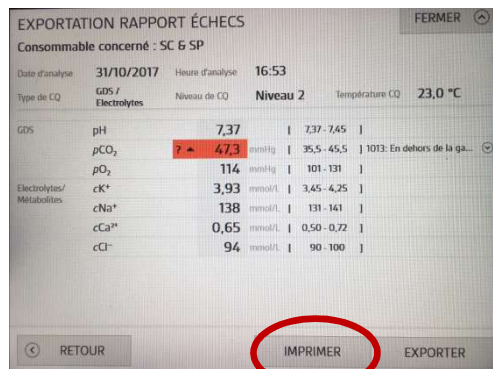 EXPORTATION RAPPORT ÉCHECS
FERMER
Consommable concerné : SC & SP
Date d'analyse 31/10/2017 Heure d'analyse 16:53
Type de CQ GDS / Electrolytes Niveau de CQ Niveau 2 Température CQ 23,0 °C
GDS pH 7,37 [ 7,37 - 7,45 ]
pCO₂ ? 47,3 mmHg [ 35,5 - 45,5 ] 1013: En dehors de la ga...
pO₂ 114 mmHg [ 101 - 131 ]
Electrolytes/ Métabolites cK⁺ 3,93 mmol/L [ 3,45 - 4,25 ]
cNa⁺ 138 mmol/L [ 131 - 141 ]
cCa²⁺ 0,65 mmol/L [ 0,50 - 0,72 ]
cCl⁻ 94 mmol/L [ 90 - 100 ]
RETOUR IMPRIMER EXPORTER